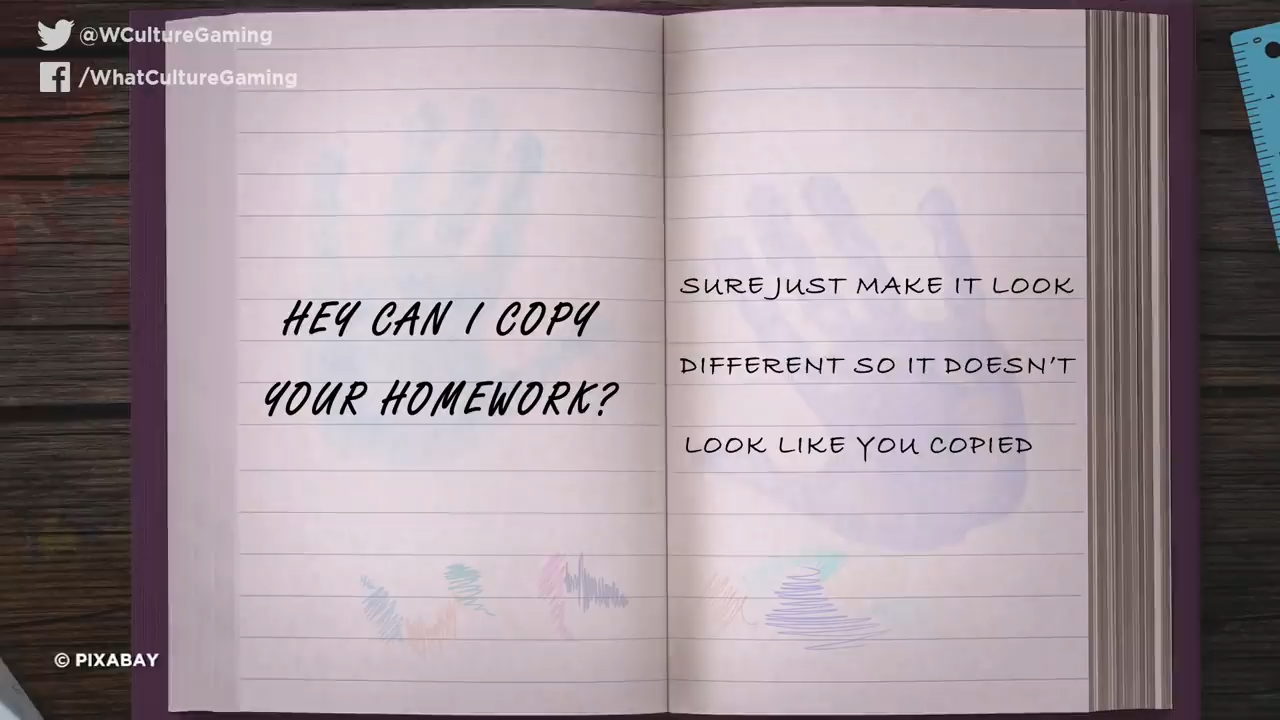 @WCultureGaming
/WhatCultureGaming
HEY CAN I COPY
YOUR HOMEWORK?
SURE JUST MAKE IT LOOK
DIFFERENT SO IT DOESN'T
LOOK LIKE YOU COPIED
© PIXABAY